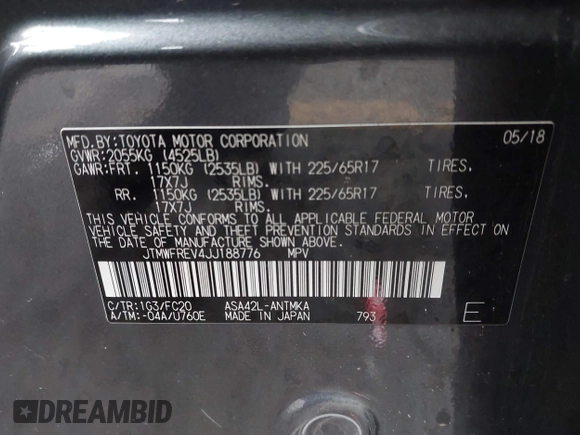 MFD.BY:TOYOTA MOTOR CORPORATION 05/18
GVWR:2055KG (4525LB)
GAWR:FRT. 1150KG (2535LB) WITH 225/65R17 TIRES.
17X7J RIMS.
RR. 1150KG (2535LB) WITH 225/65R17 TIRES.
17X7J RIMS.
THIS VEHICLE CONFORMS TO ALL APPLICABLE FEDERAL MOTOR
VEHICLE SAFETY AND THEFT PREVENTION STANDARDS IN EFFECT
ON THE DATE OF MANUFACTURE SHOWN ABOVE.
JTMWFREV4JJ188776 MPV
C/TR:1G3/FC20 ASA42L-ANTMKA
A/TM:-04A/U760E MADE IN JAPAN 793 E
DREAMBID